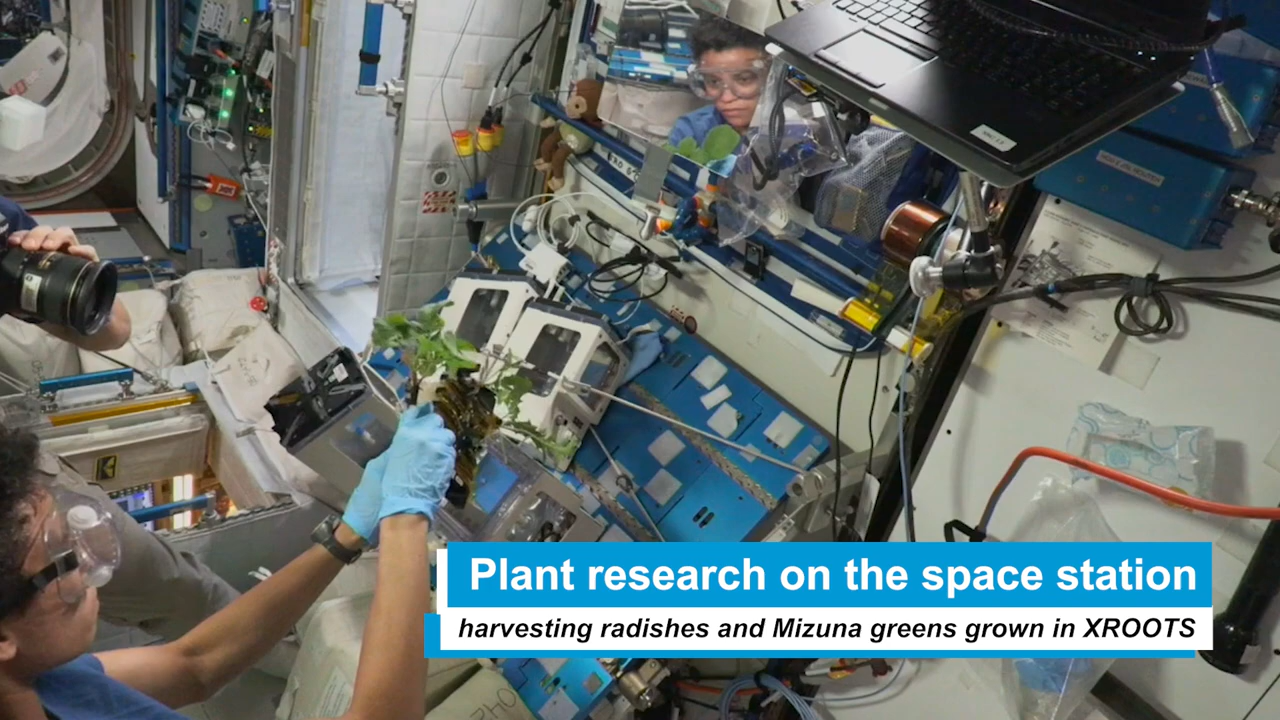 Plant research on the space station
harvesting radishes and Mizuna greens grown in XROOTS